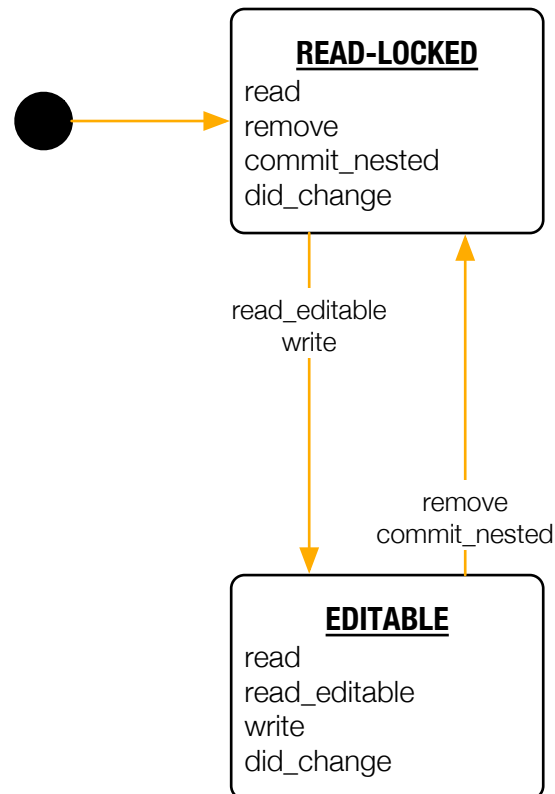 READ-LOCKED
read
remove
commit_nested
did_change
read_editable
write
remove
commit_nested
EDITABLE
read
read_editable
write
did_change